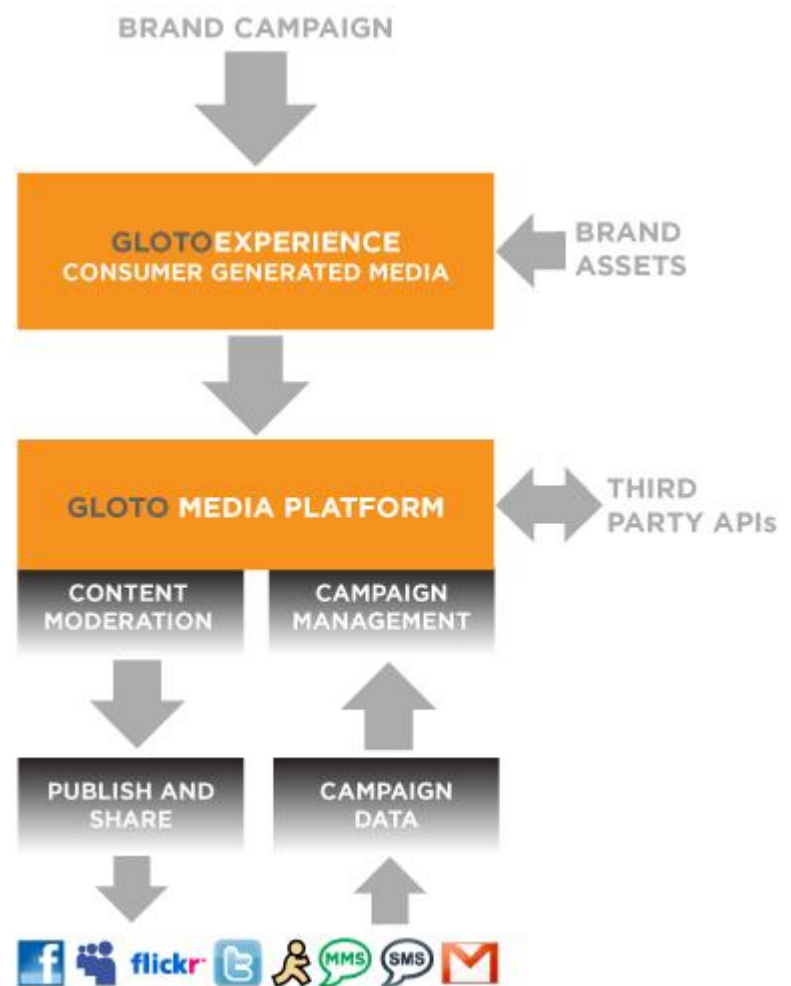 BRAND CAMPAIGN
GLOTOEXPERIENCE
CONSUMER GENERATED MEDIA
BRAND
ASSETS
GLOTO MEDIA PLATFORM
THIRD
PARTY APIs
CONTENT
MODERATION
CAMPAIGN
MANAGEMENT
PUBLISH AND
SHARE
CAMPAIGN
DATA
f flickr t MMS SMS M